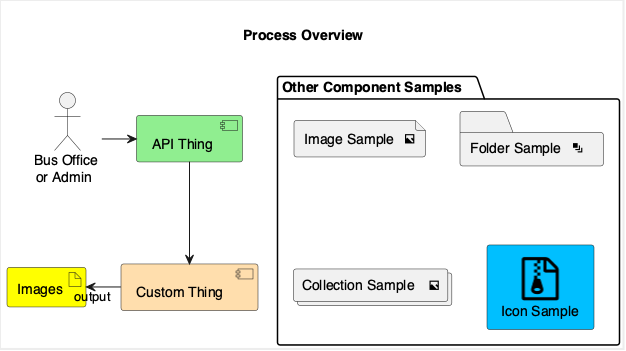 Process Overview
Other Component Samples
Image Sample
Folder Sample
Bus Office
or Admin
API Thing
Images
output
Custom Thing
Collection Sample
Icon Sample